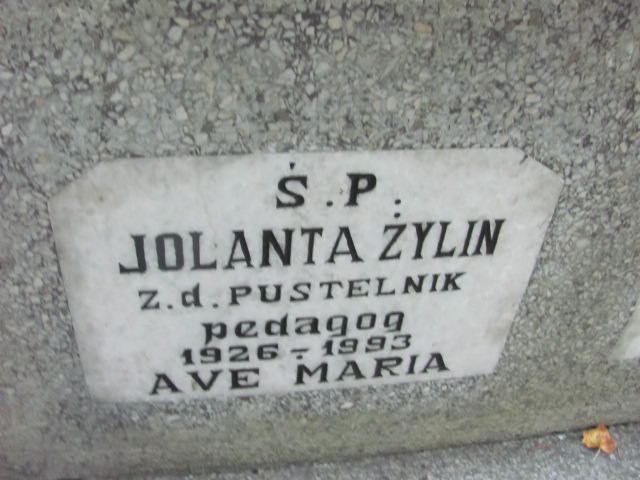 Ś.P.
JOLANTA ŻYLIN
z.d. PUSTELNIK
pedagog
1926-1993
AVE MARIA